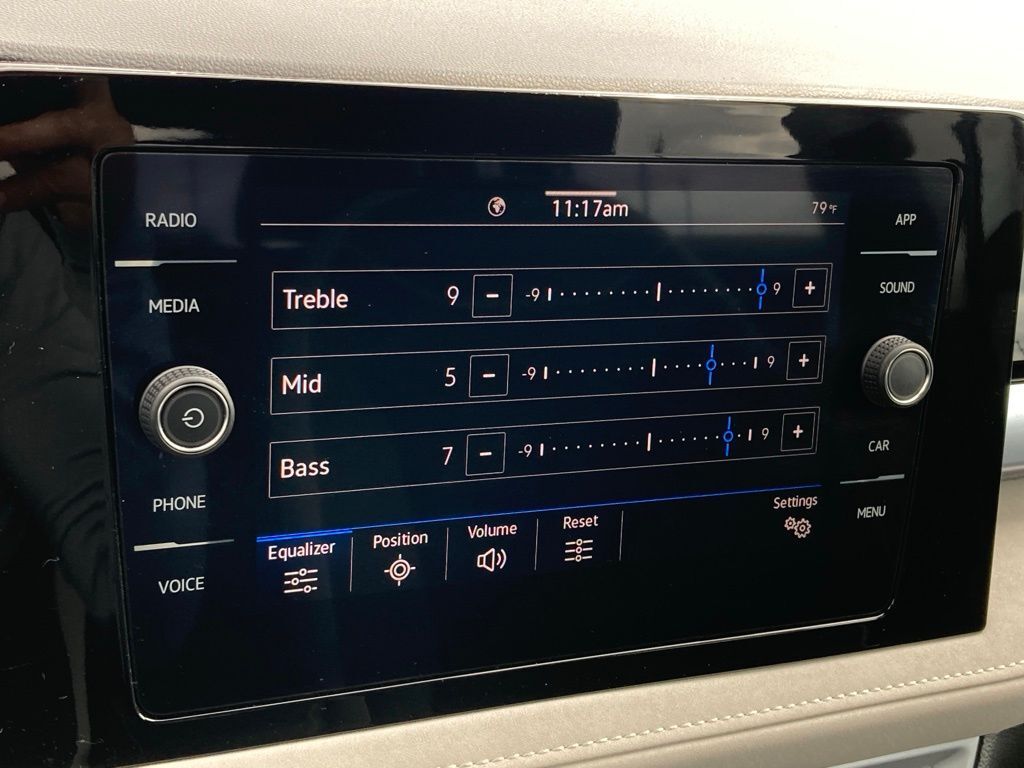 11:17am 79°F
RADIO
MEDIA
PHONE
VOICE
Treble 9 - -9 9 +
Mid 5 - -9 9 +
Bass 7 - -9 9 +
Equalizer Position Volume Reset Settings
APP
SOUND
CAR
MENU